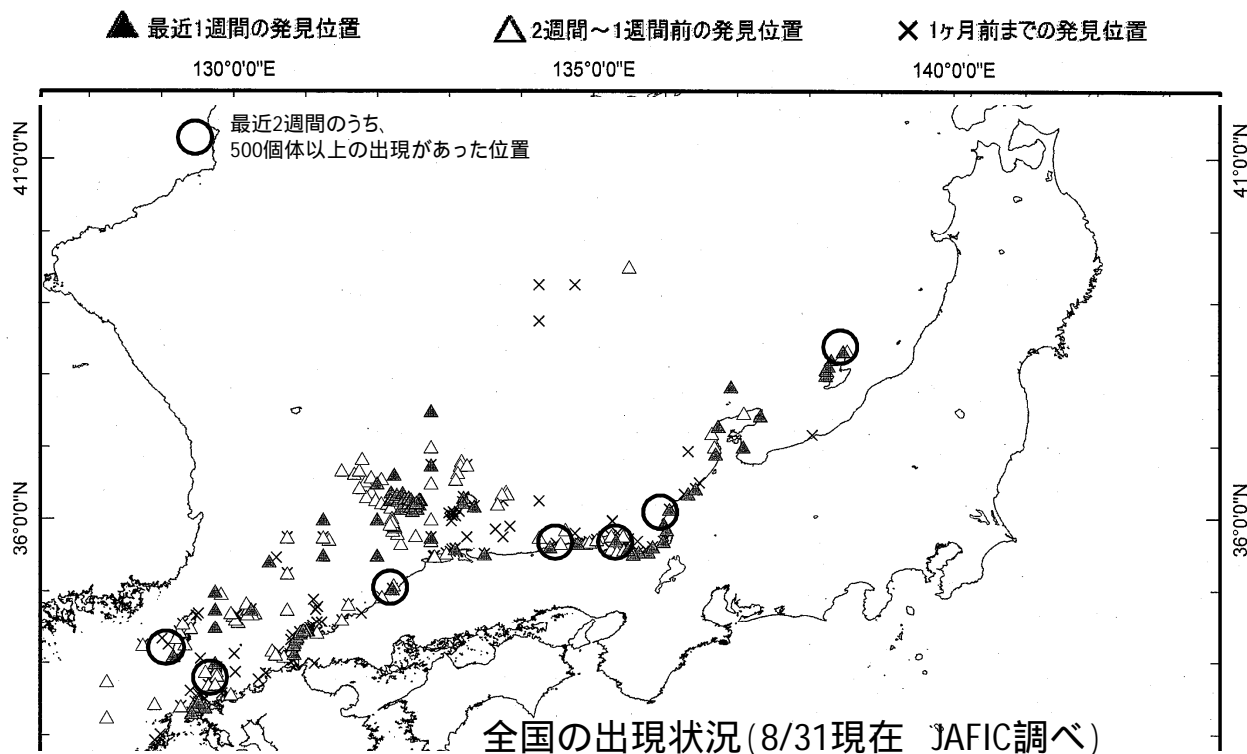 最近1週間の発見位置 2週間～1週間前の発見位置 1ヶ月前までの発見位置
130°0'0"E 135°0'0"E 140°0'0"E
最近2週間のうち、
500個体以上の出現があった位置
41°0'0"N 41°0'0"N
36°0'0"N 36°0'0"N
全国の出現状況(8/31現在 JAFIC調べ)